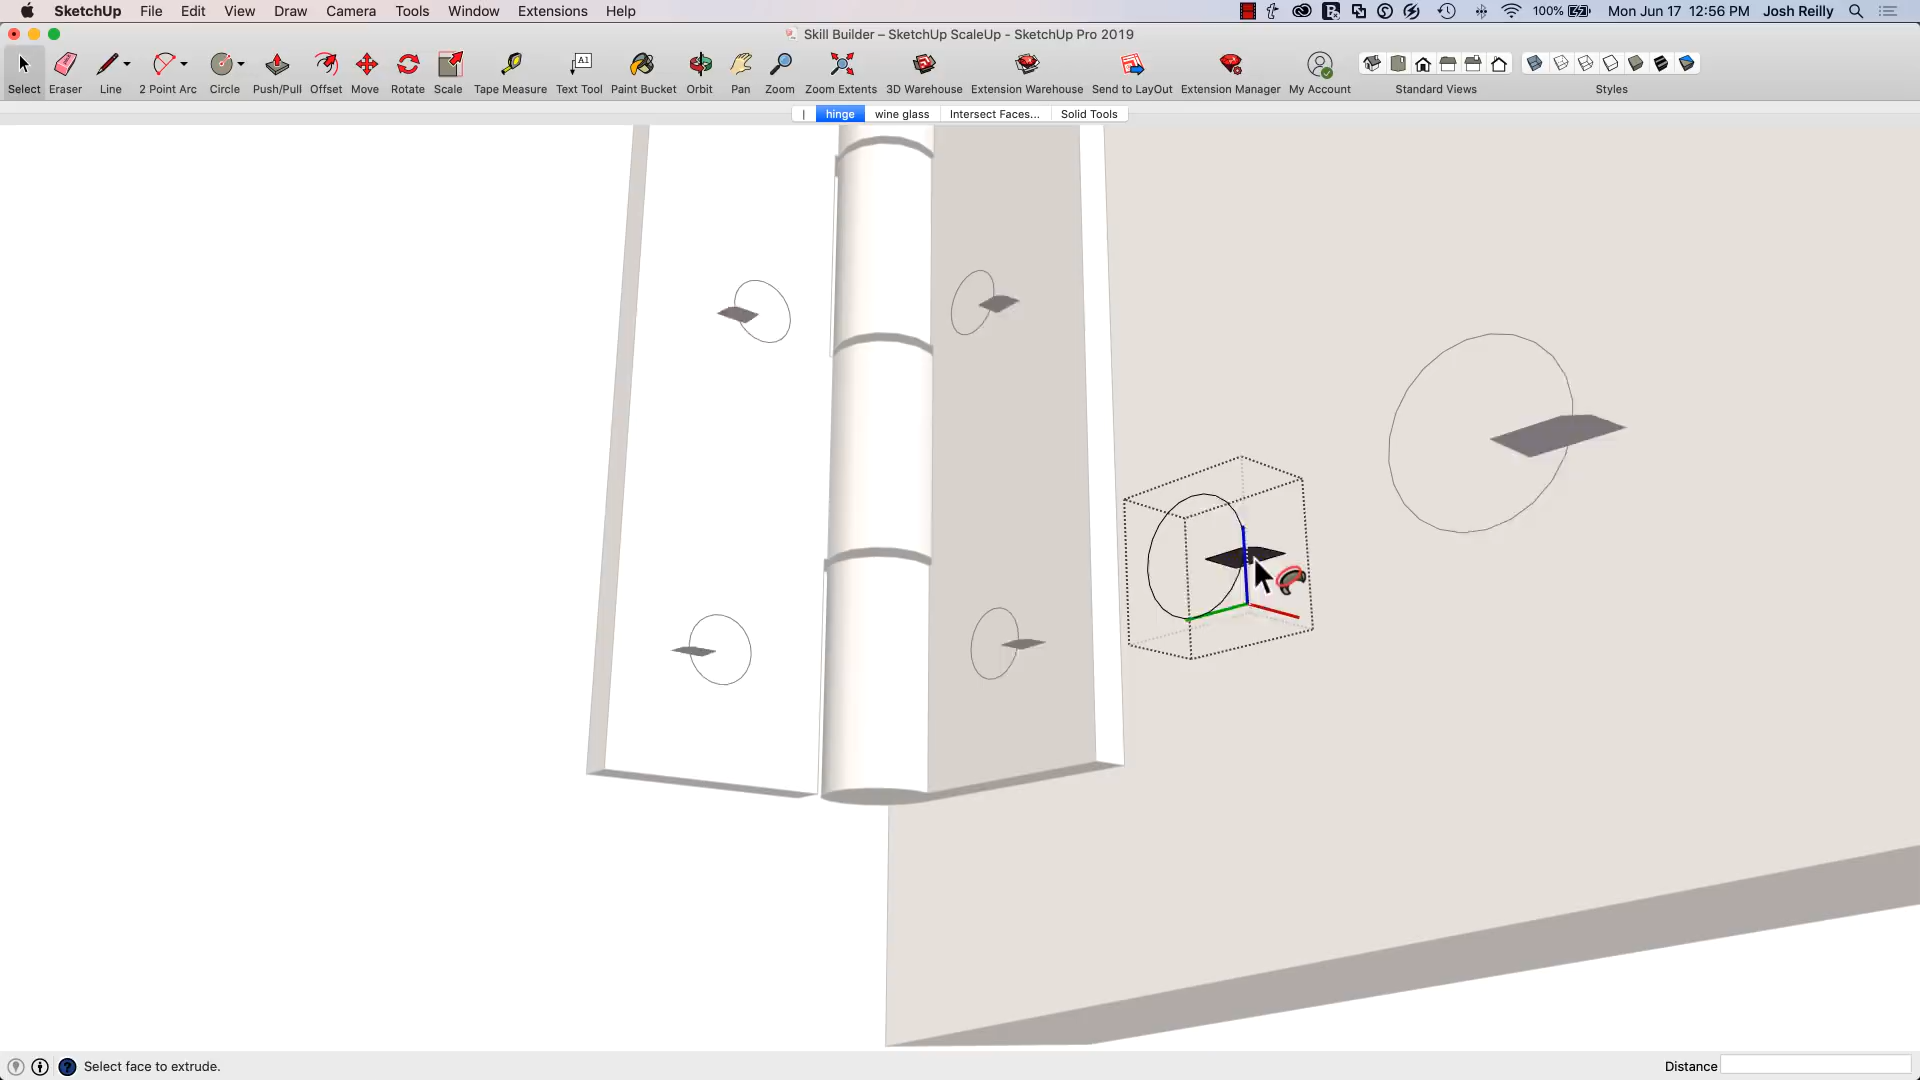 SketchUp File Edit View Draw Camera Tools Window Extensions Help 100% Mon Jun 17 12:56 PM Josh Reilly
Skill Builder – SketchUp ScaleUp - SketchUp Pro 2019
A1
Select Eraser Line 2 Point Arc Circle Push/Pull Offset Move Rotate Scale Tape Measure Text Tool Paint Bucket Orbit Pan Zoom Zoom Extents 3D Warehouse Extension Warehouse Send to LayOut Extension Manager My Account Standard Views Styles
hinge wine glass Intersect Faces... Solid Tools
Select face to extrude. Distance